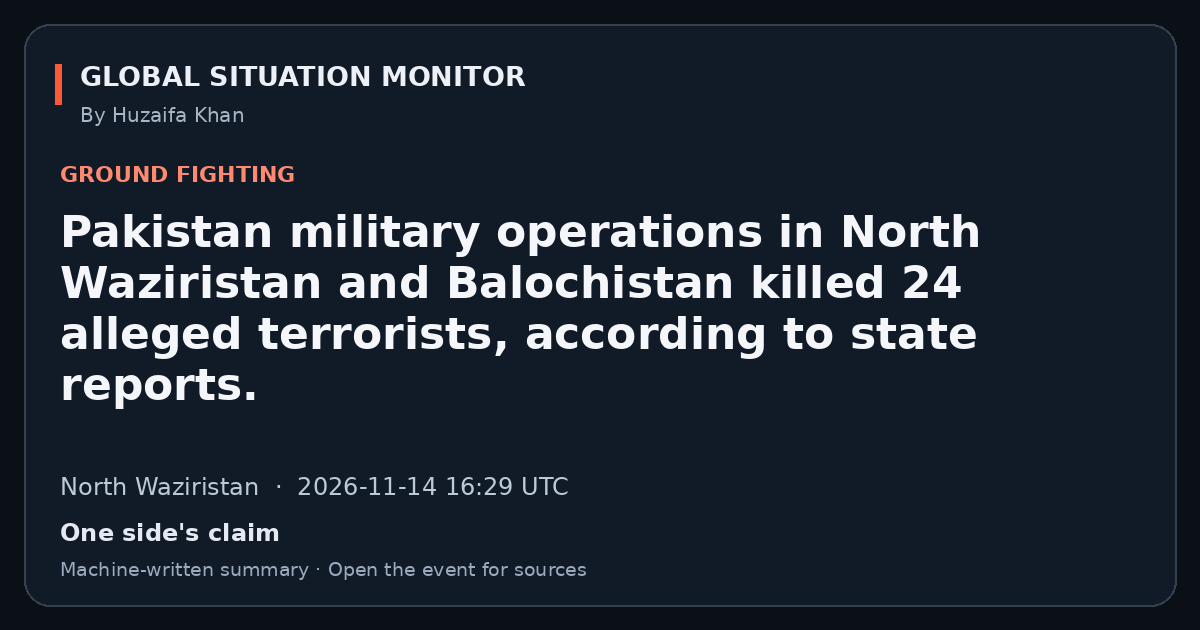 GLOBAL SITUATION MONITOR
By Huzaifa Khan
GROUND FIGHTING
Pakistan military operations in North
Waziristan and Balochistan killed 24
alleged terrorists, according to state
reports.
North Waziristan · 2026-11-14 16:29 UTC
One side's claim
Machine-written summary · Open the event for sources